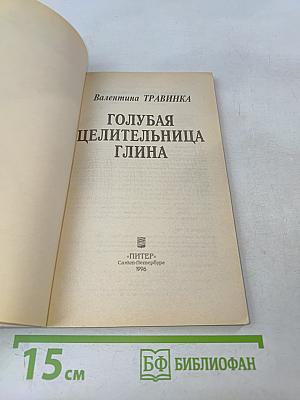 Валентина ТРАВИНКА
ГОЛУБАЯ
ЦЕЛИТЕЛЬНИЦА
ГЛИНА
«ПИТЕР»
Санкт-Петербург
1996
15 см
БФ БИБЛИОФАН